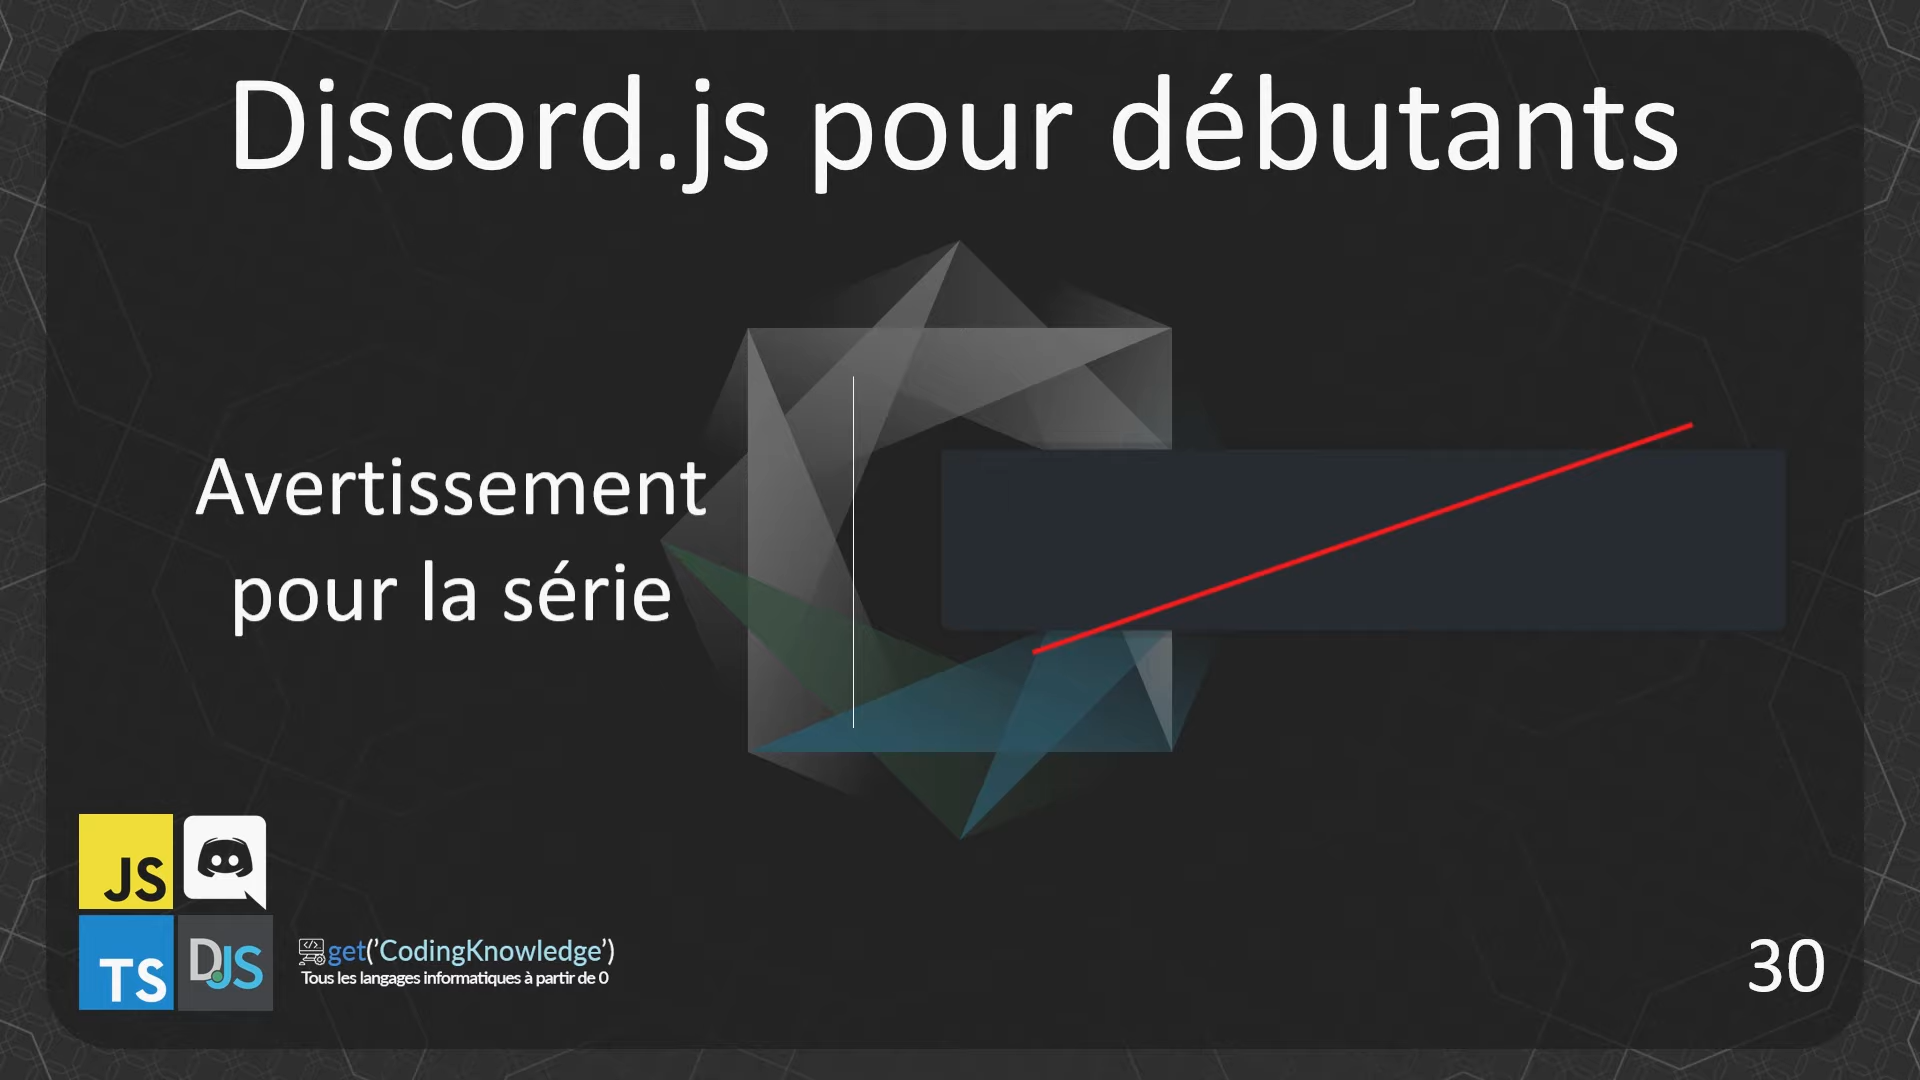 Discord.js pour débutants
Avertissement
pour la série
JS
TS
DJS
get('CodingKnowledge')
Tous les langages informatiques à partir de 0
30